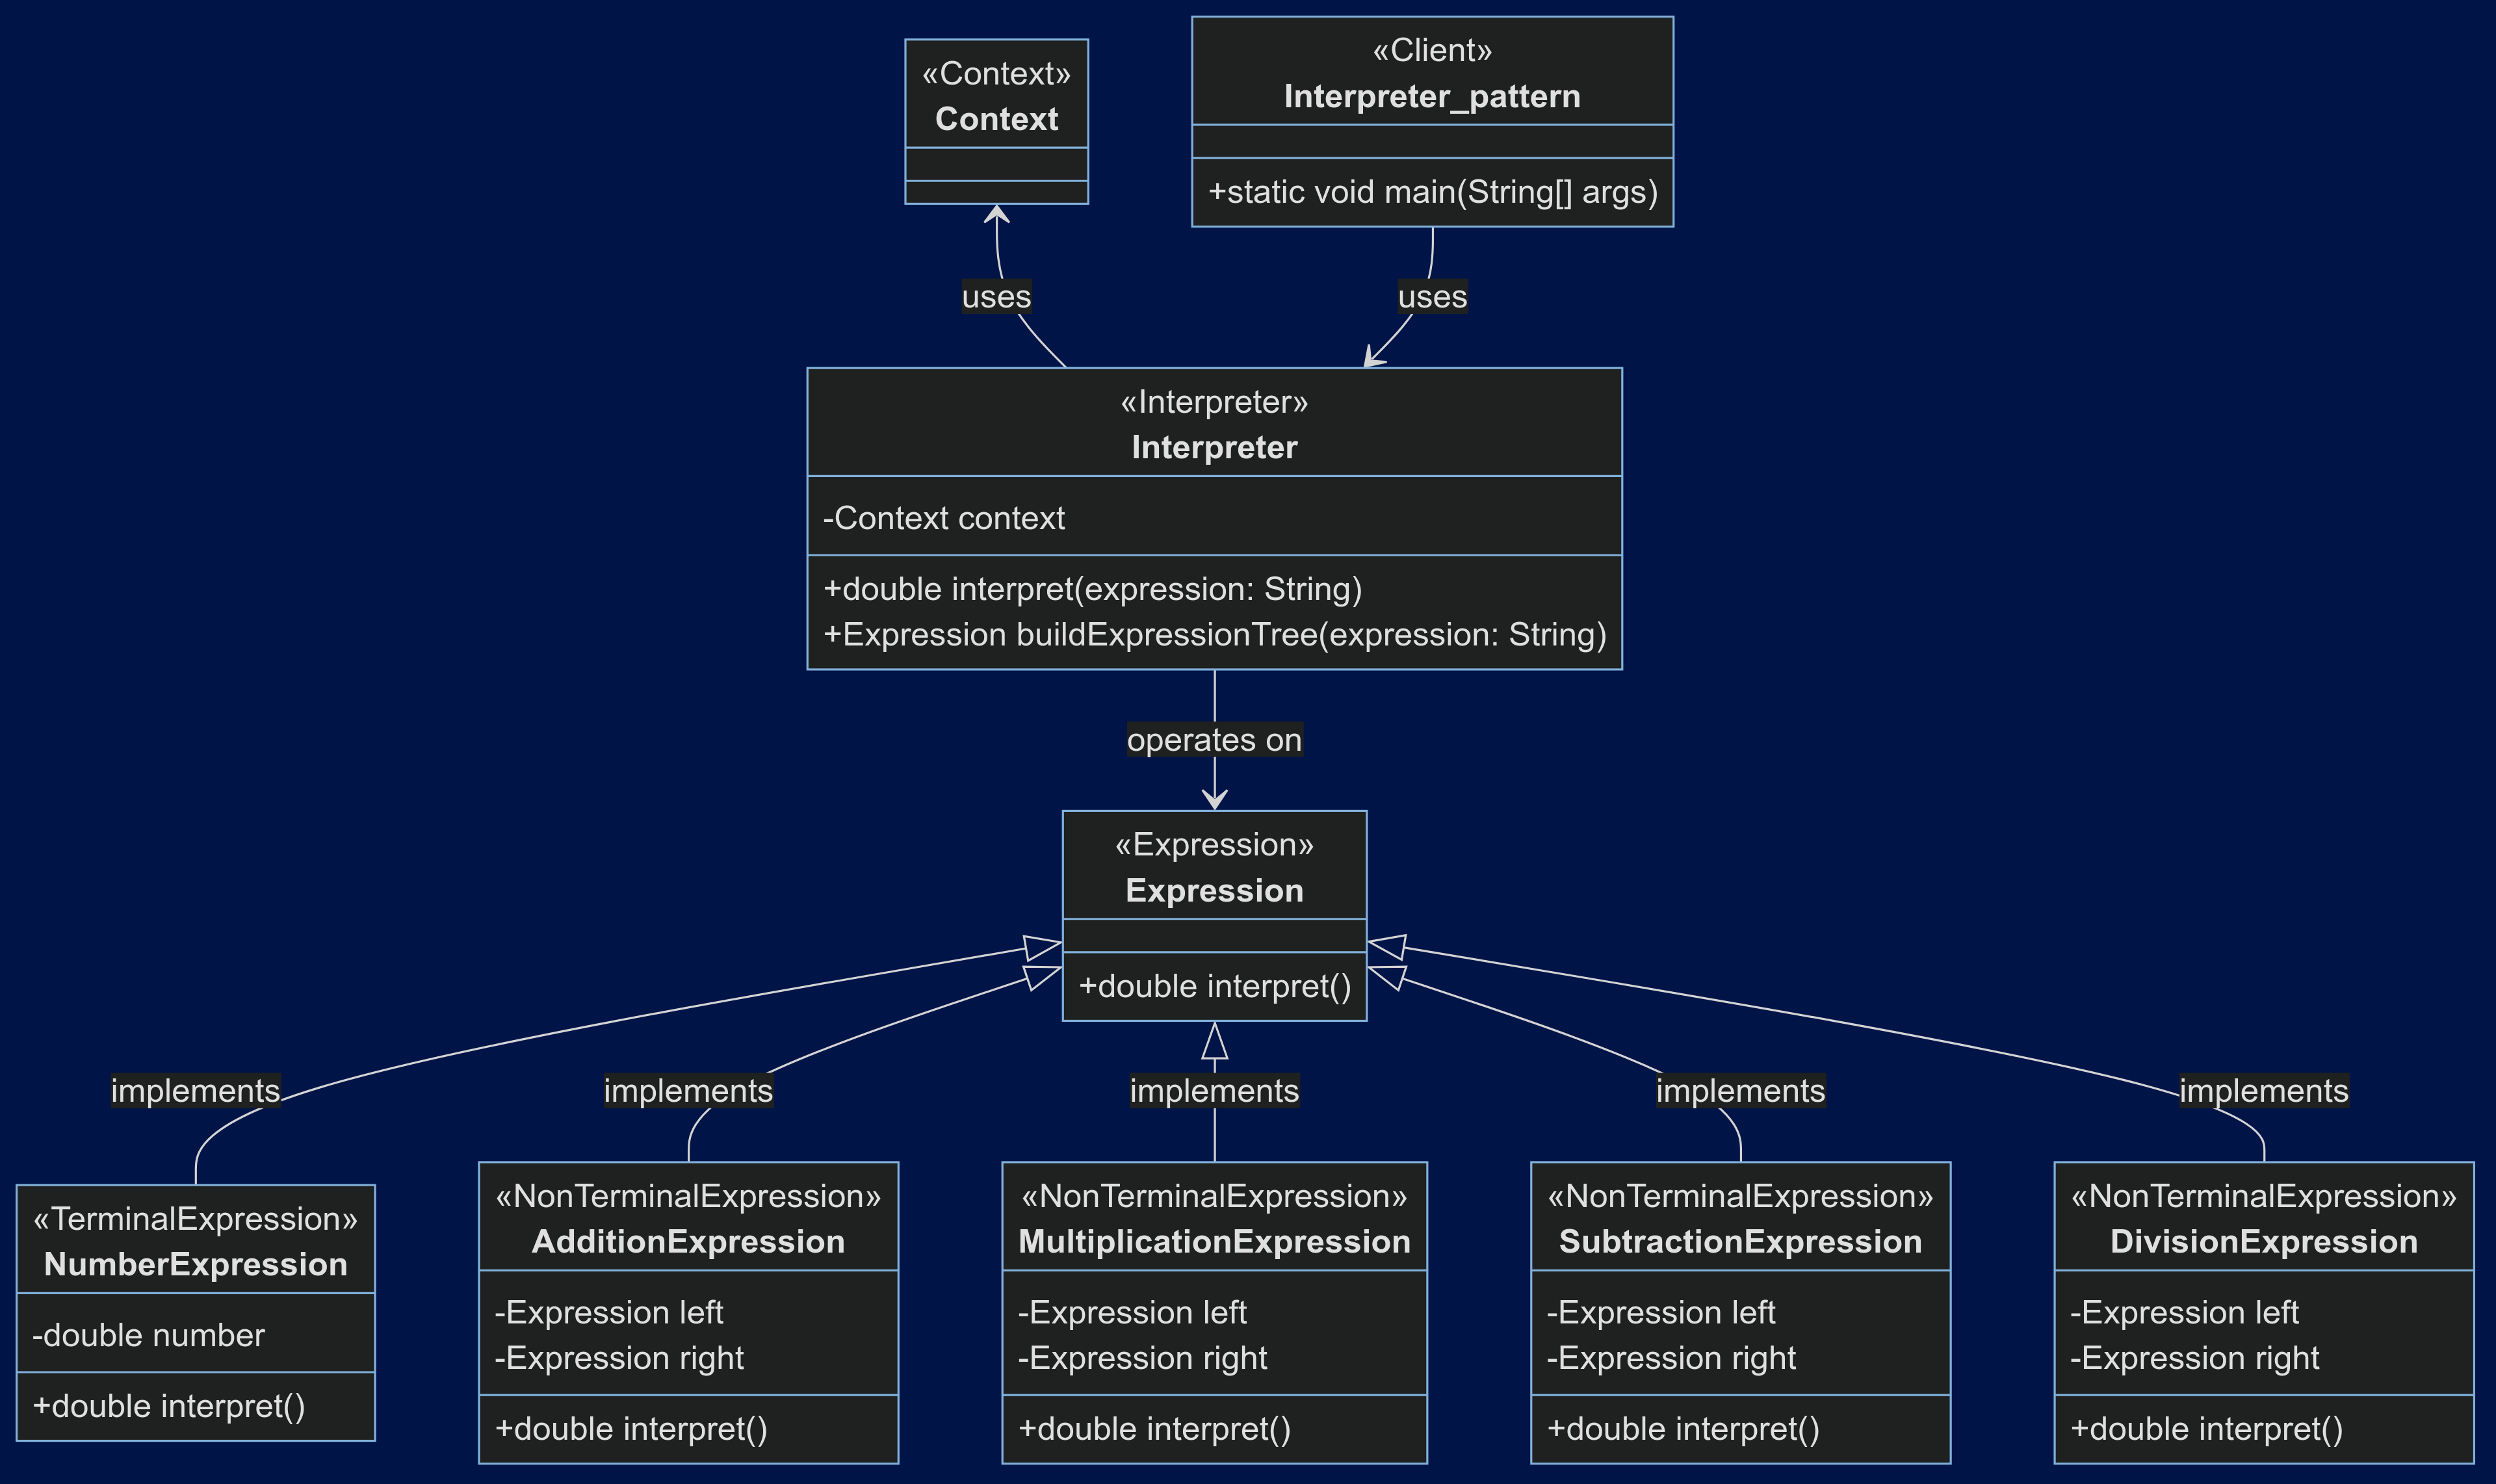 «Context»
Context
«Client»
Interpreter_pattern
+static void main(String[] args)
uses
uses
«Interpreter»
Interpreter
-Context context
+double interpret(expression: String)
+Expression buildExpressionTree(expression: String)
operates on
«Expression»
Expression
+double interpret()
implements
implements
implements
implements
implements
«TerminalExpression»
NumberExpression
-double number
+double interpret()
«NonTerminalExpression»
AdditionExpression
-Expression left
-Expression right
+double interpret()
«NonTerminalExpression»
MultiplicationExpression
-Expression left
-Expression right
+double interpret()
«NonTerminalExpression»
SubtractionExpression
-Expression left
-Expression right
+double interpret()
«NonTerminalExpression»
DivisionExpression
-Expression left
-Expression right
+double interpret()